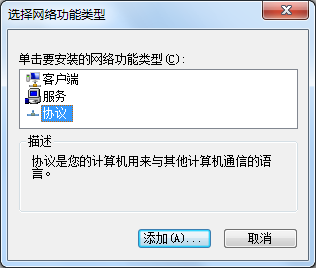 选择网络功能类型
单击要安装的网络功能类型(C):
客户端
服务
协议
描述
协议是您的计算机用来与其他计算机通信的语
言。
添加(A)...
取消